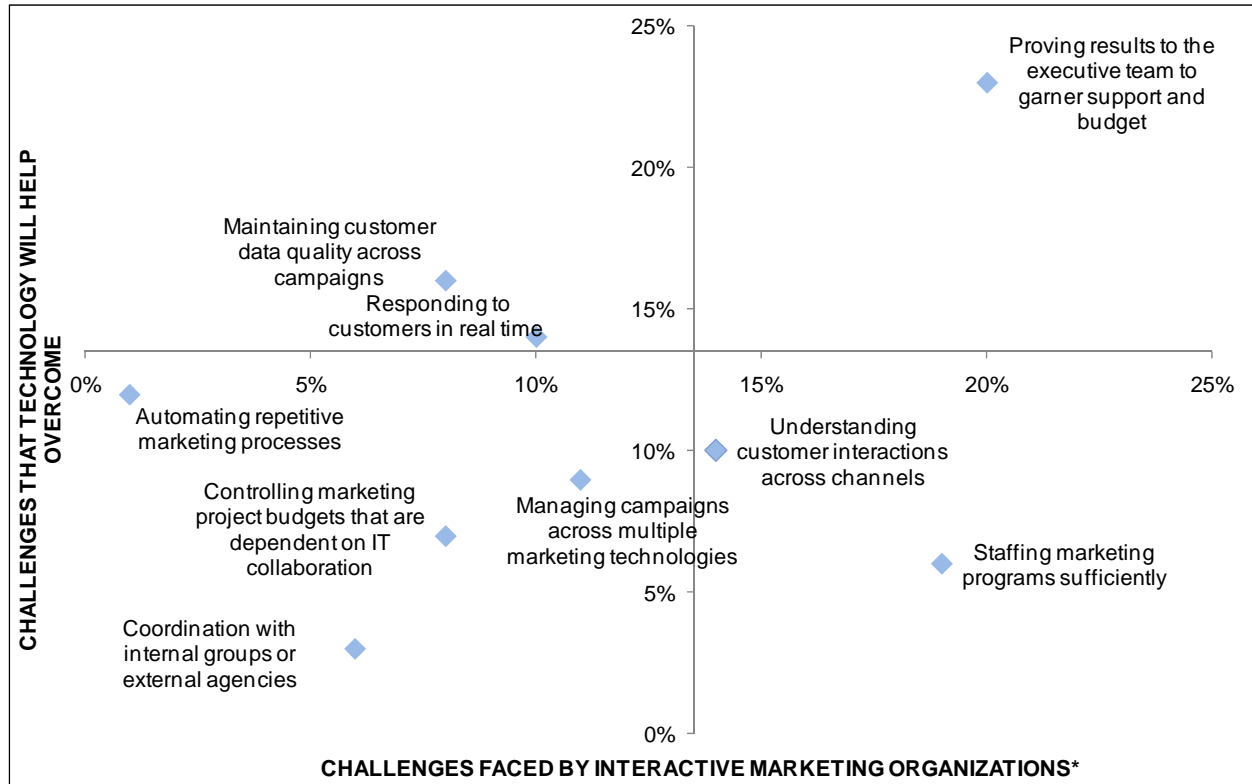 25%
Proving results to the
executive team to
garner support and
budget
20%
Maintaining customer
data quality across
campaigns
15%
Responding to
customers in real time
CHALLENGES THAT TECHNOLOGY WILL HELP
OVERCOME
0%
5%
10%
15%
20%
25%
Automating repetitive
marketing processes
10%
Understanding
customer interactions
across channels
Controlling marketing
project budgets that are
dependent on IT
collaboration
Managing campaigns
across multiple
marketing technologies
Staffing marketing
programs sufficiently
5%
Coordination with
internal groups or
external agencies
0%
CHALLENGES FACED BY INTERACTIVE MARKETING ORGANIZATIONS*